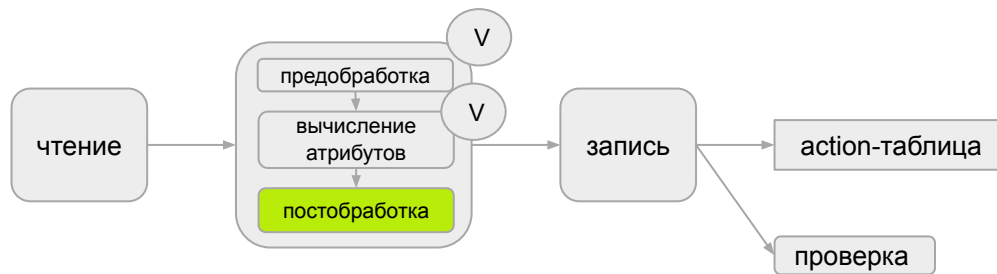 V
предобработка
V
чтение
вычисление
атрибутов
запись
action-таблица
постобработка
проверка